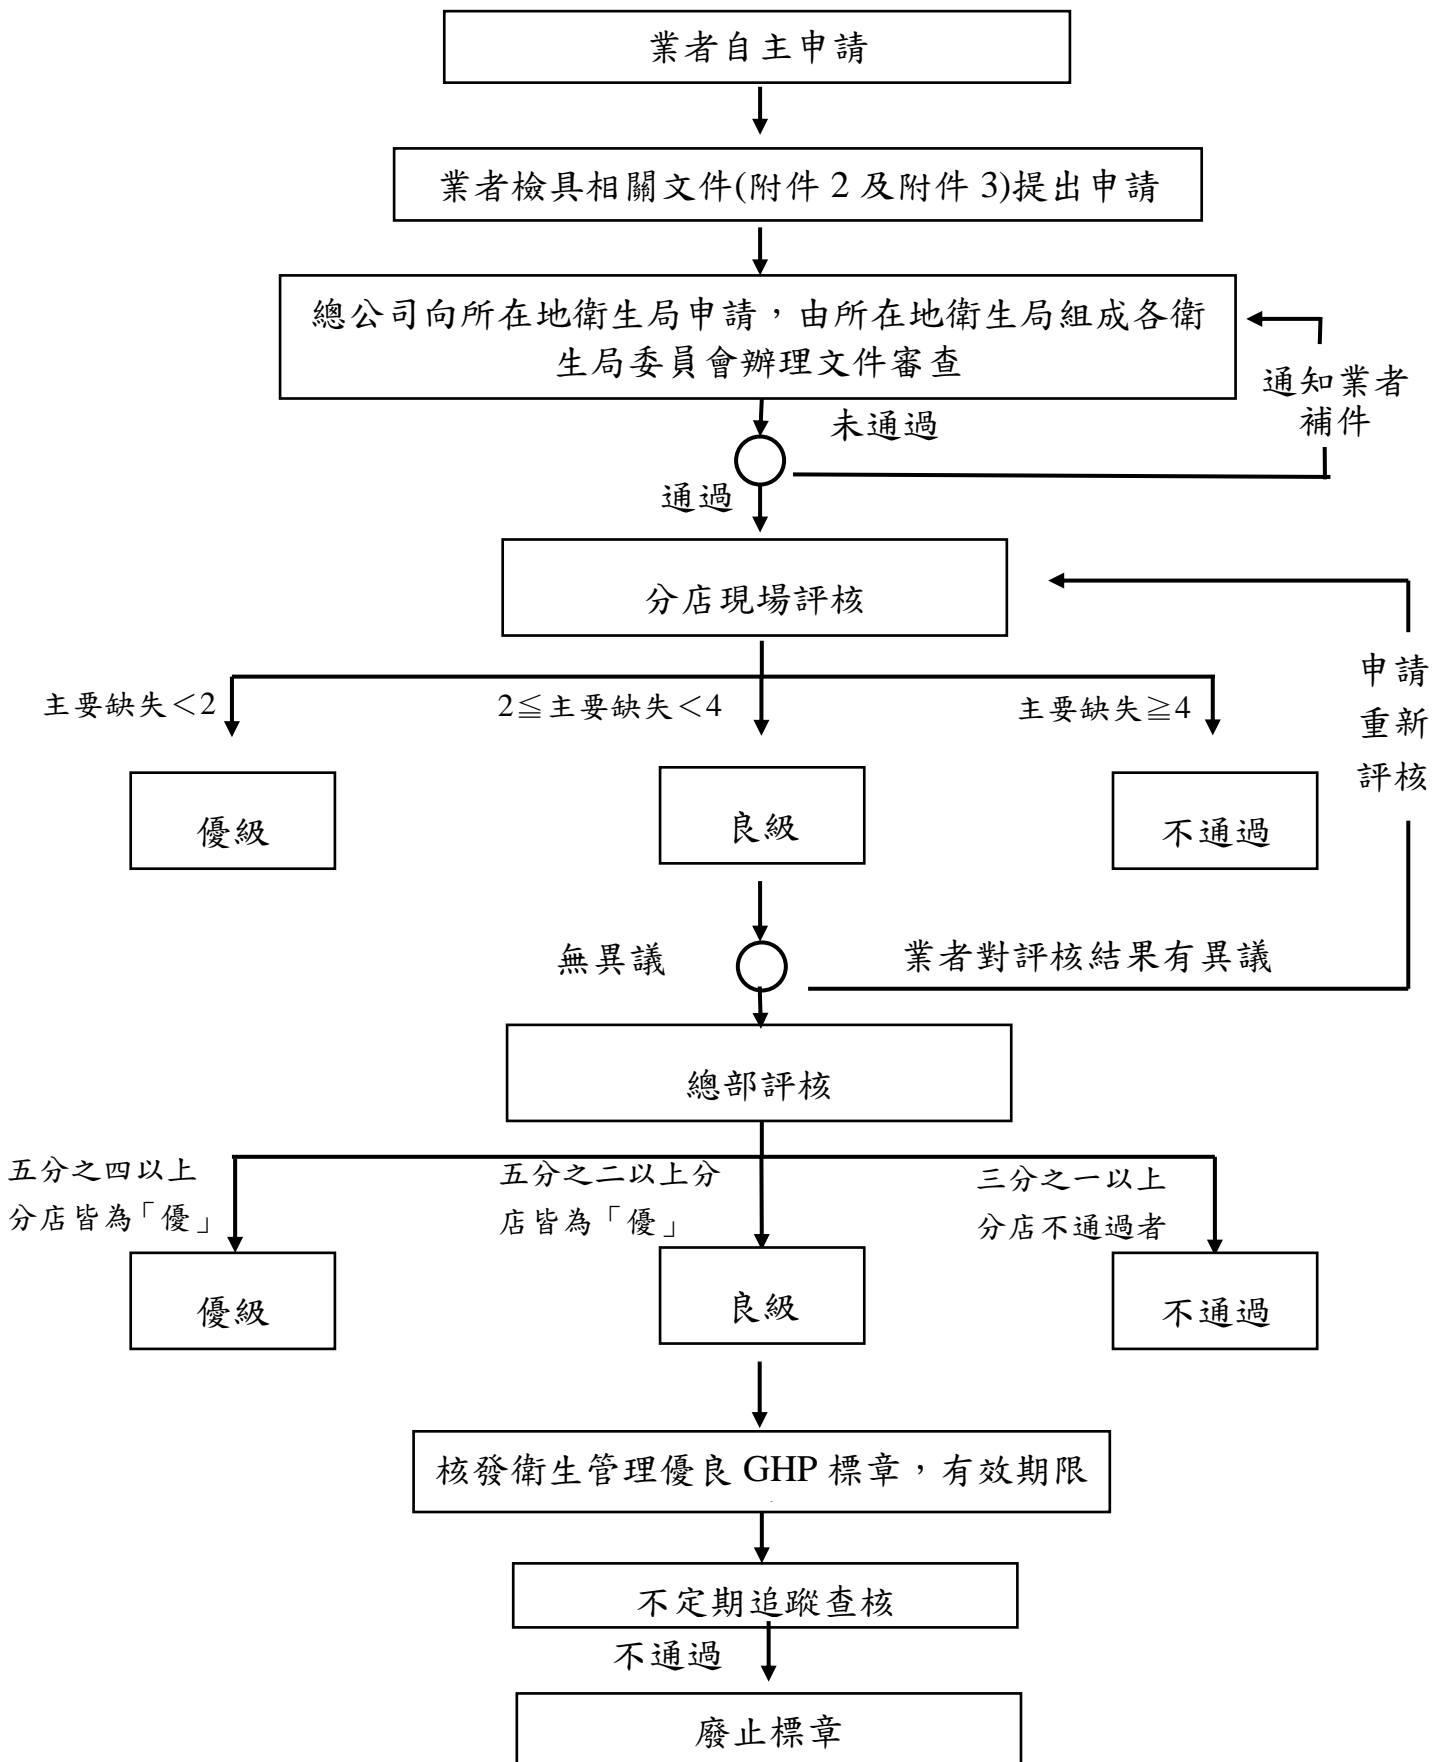 業者自主申請
業者檢具相關文件(附件 2 及附件 3)提出申請
總公司向所在地衛生局申請，由所在地衛生局組成各衛
生局委員會辦理文件審查
通知業者
補件
未通過
通過
分店現場評核
申請
重新
評核
主要缺失＜2
2≦主要缺失＜4
主要缺失≧4
優級
良級
不通過
無異議
業者對評核結果有異議
總部評核
五分之四以上
分店皆為「優」
五分之二以上分
店皆為「優」
三分之一以上
分店不通過者
優級
良級
不通過
核發衛生管理優良 GHP 標章，有效期限
不定期追蹤查核
不通過
廢止標章